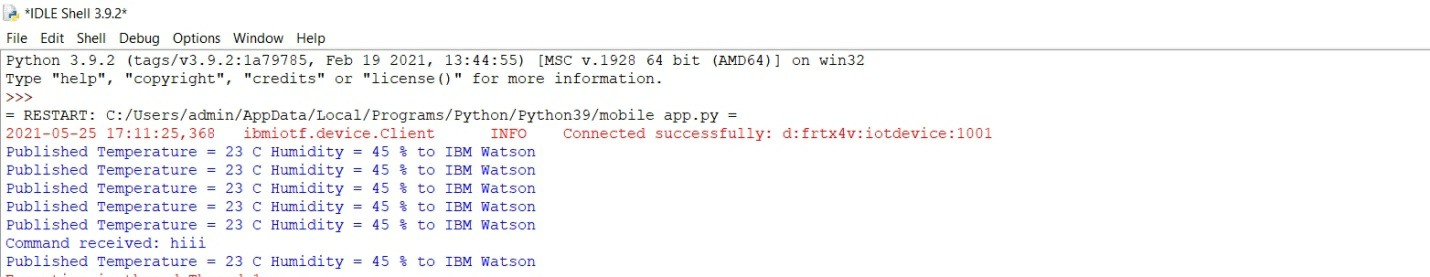 *IDLE Shell 3.9.2*
File Edit Shell Debug Options Window Help
Python 3.9.2 (tags/v3.9.2:1a79785, Feb 19 2021, 13:44:55) [MSC v.1928 64 bit (AMD64)] on win32
Type "help", "copyright", "credits" or "license()" for more information.
>>>
= RESTART: C:/Users/admin/AppData/Local/Programs/Python/Python39/mobile app.py =
2021-05-25 17:11:25,368   ibmiotf.device.Client      INFO    Connected successfully: d:frtx4v:iotdevice:1001
Published Temperature = 23 C Humidity = 45 % to IBM Watson
Published Temperature = 23 C Humidity = 45 % to IBM Watson
Published Temperature = 23 C Humidity = 45 % to IBM Watson
Published Temperature = 23 C Humidity = 45 % to IBM Watson
Published Temperature = 23 C Humidity = 45 % to IBM Watson
Command received: hiii
Published Temperature = 23 C Humidity = 45 % to IBM Watson